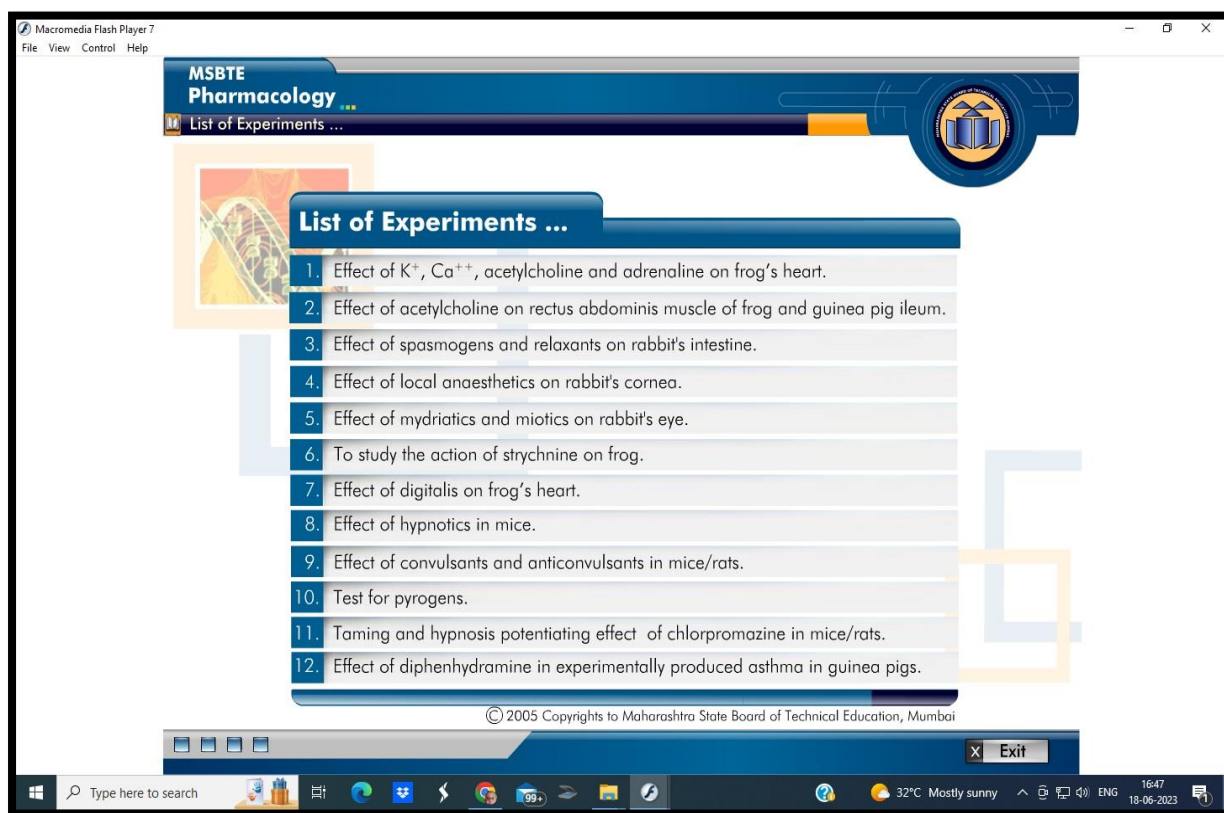 Macromedia Flash Player 7
File View Control Help
MSBTE
Pharmacology
List of Experiments ...
List of Experiments ...
1. Effect of K⁺, Ca⁺⁺, acetylcholine and adrenaline on frog's heart.
2. Effect of acetylcholine on rectus abdominis muscle of frog and guinea pig ileum.
3. Effect of spasmogens and relaxants on rabbit's intestine.
4. Effect of local anaesthetics on rabbit's cornea.
5. Effect of mydriatics and miotics on rabbit's eye.
6. To study the action of strychnine on frog.
7. Effect of digitalis on frog's heart.
8. Effect of hypnotics in mice.
9. Effect of convulsants and anticonvulsants in mice/rats.
10. Test for pyrogens.
11. Taming and hypnosis potentiating effect of chlorpromazine in mice/rats.
12. Effect of diphenhydramine in experimentally produced asthma in guinea pigs.
© 2005 Copyrights to Maharashtra State Board of Technical Education, Mumbai
X Exit
Type here to search
99+
32°C Mostly sunny
ENG
16:47
18-06-2023
1